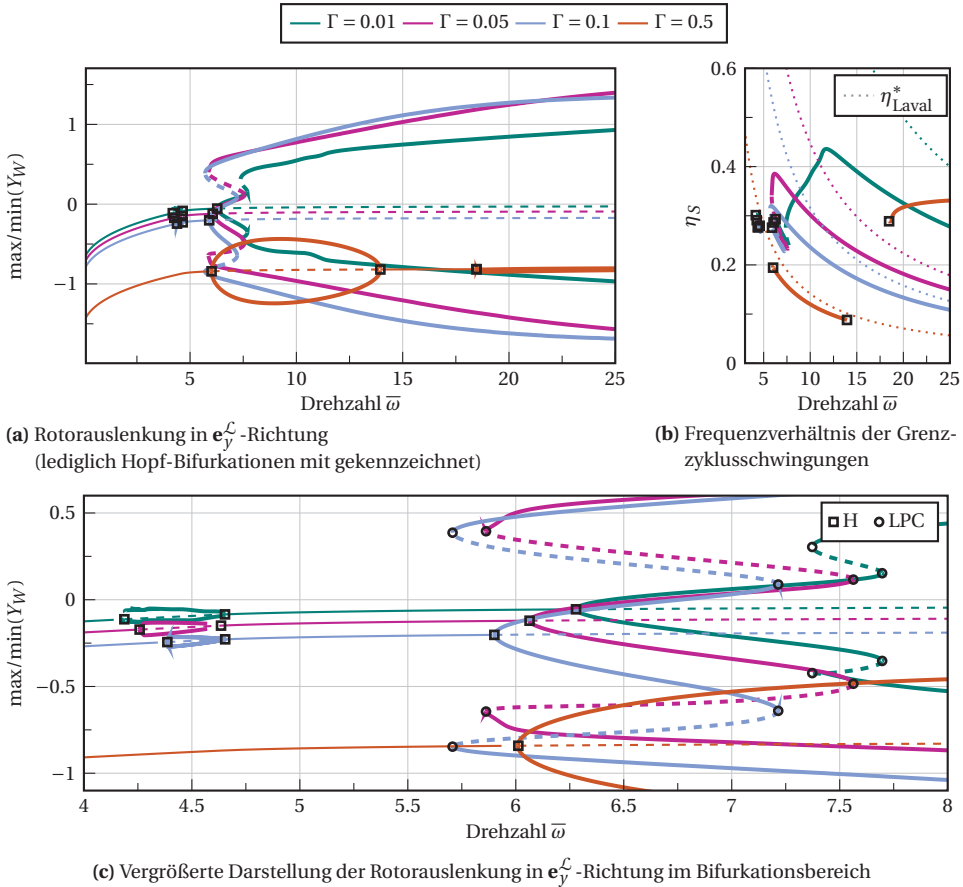 Γ = 0.01 Γ = 0.05 Γ = 0.1 Γ = 0.5
max/min(Y_W)
1
0
−1
5 10 15 20 25
Drehzahl ω̅
(a) Rotorauslenkung in e_y^ℒ-Richtung
(lediglich Hopf-Bifurkationen mit gekennzeichnet)
η_S
0.6
0.4
0.2
0
5 10 15 20 25
Drehzahl ω̅
η*_Laval
(b) Frequenzverhältnis der Grenz-
zyklusschwingungen
max/min(Y_W)
0.5
0
−0.5
−1
4 4.5 5 5.5 6 6.5 7 7.5 8
Drehzahl ω̅
H LPC
(c) Vergrößerte Darstellung der Rotorauslenkung in e_y^ℒ-Richtung im Bifurkationsbereich